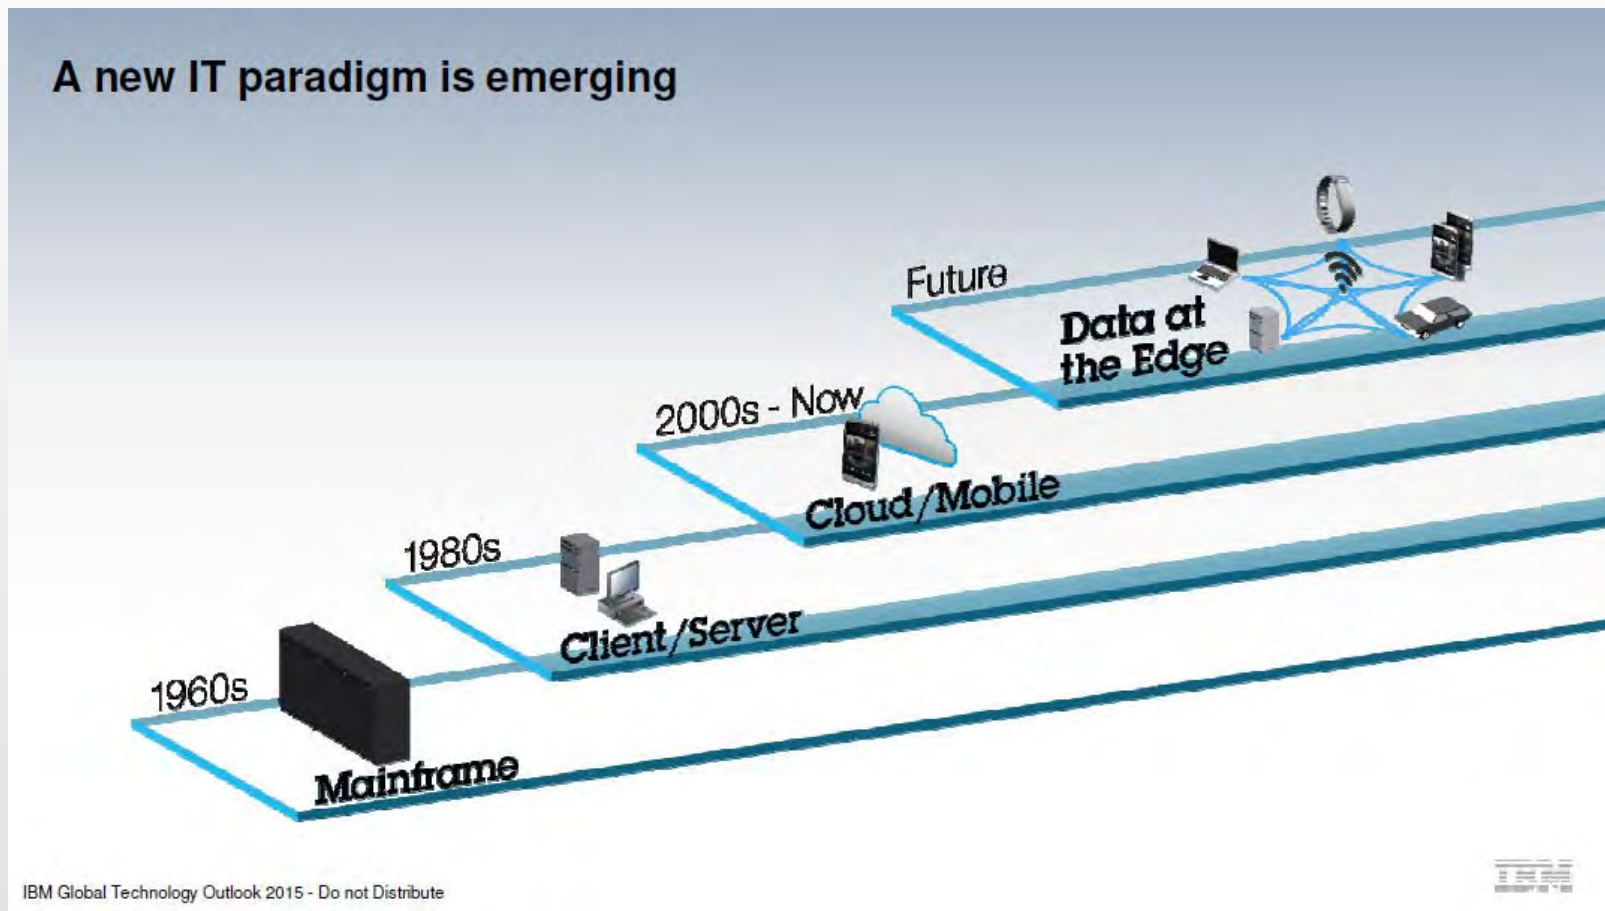 A new IT paradigm is emerging
Future
Data at
the Edge
2000s - Now
Cloud/Mobile
1980s
Client/Server
1960s
Mainframe
IBM Global Technology Outlook 2015 - Do not Distribute
IBM